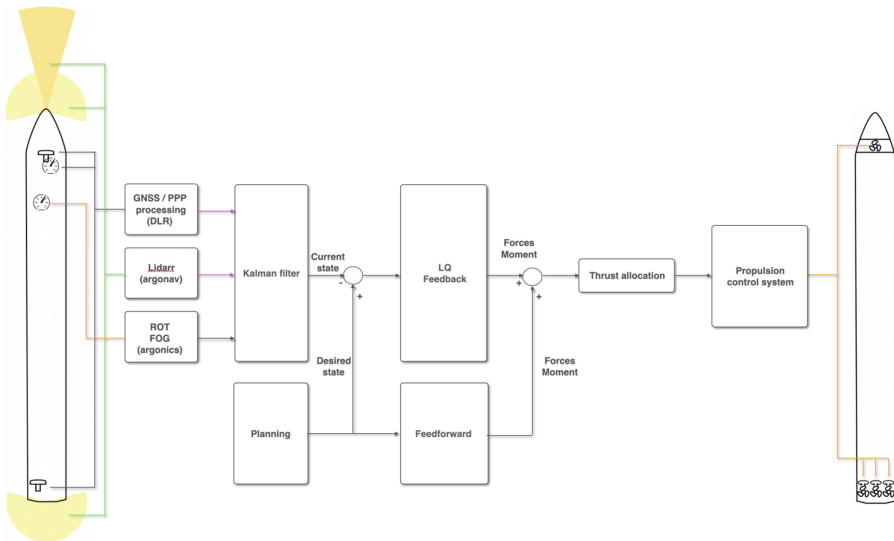 GNSS / PPP
processing
(DLR)
Lidarr
(argonav)
ROT
FOG
(argonics)
Kalman filter
Current
state
-
+
Desired
state
Planning
LQ
Feedback
Feedforward
Forces
Moment
+
+
Forces
Moment
Thrust allocation
Propulsion
control system